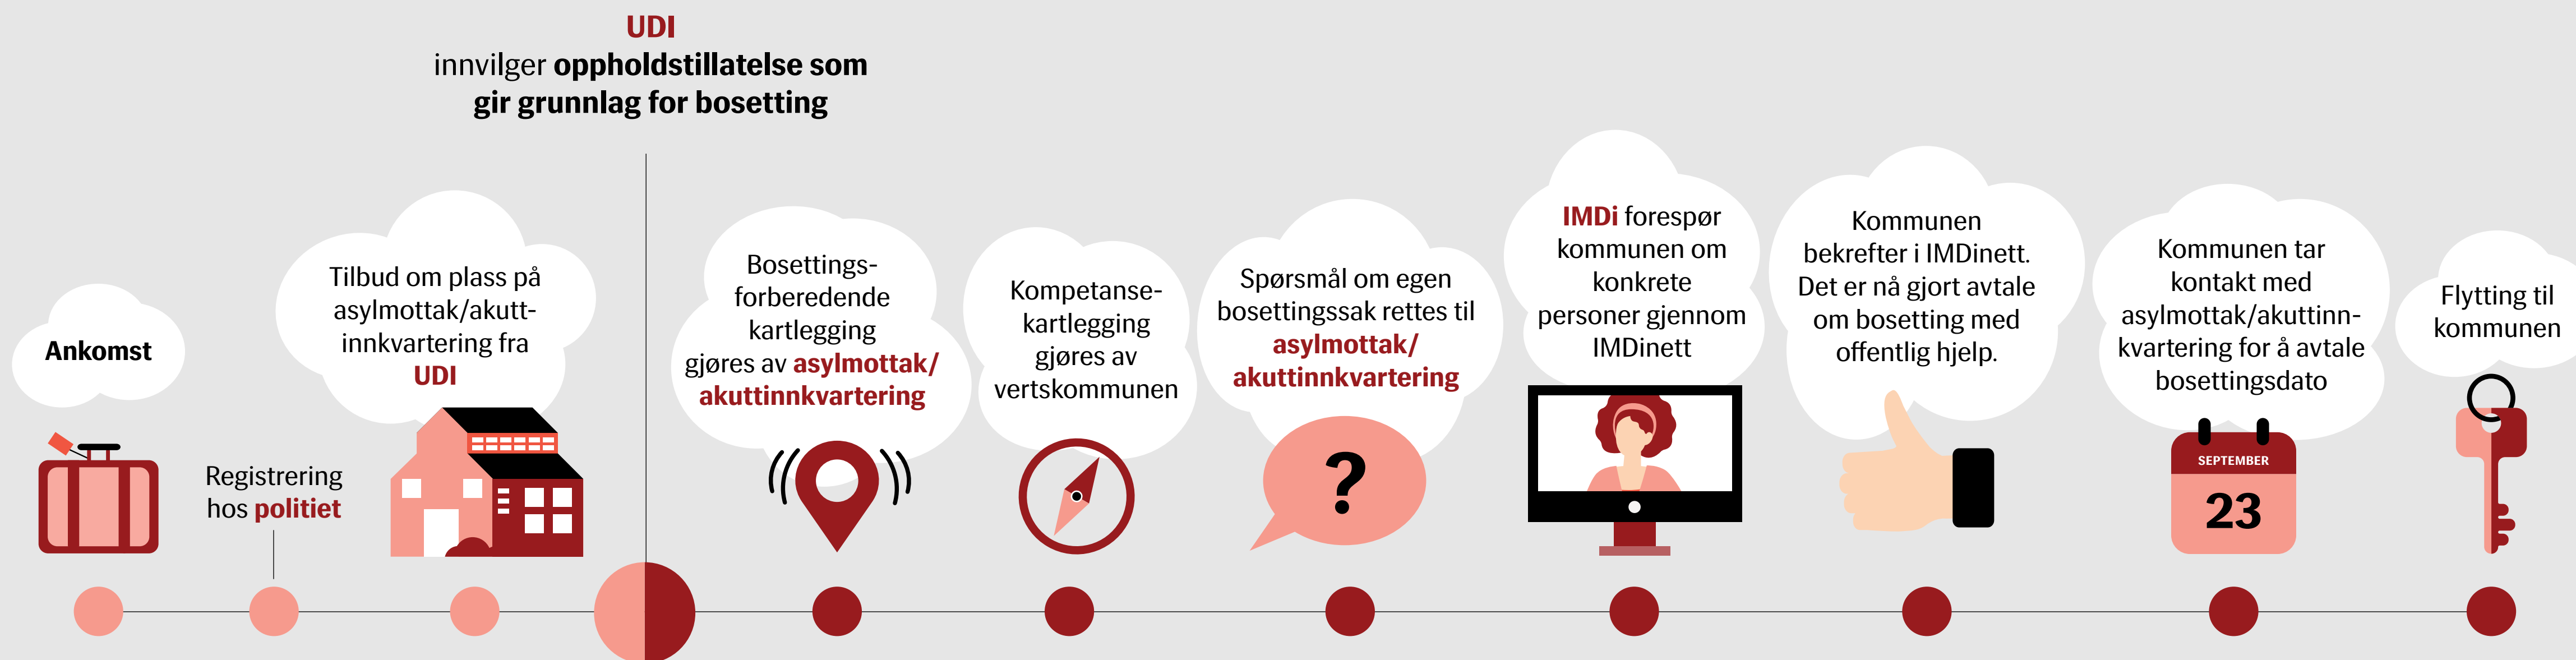 UDI
innvilger oppholdstillatelse som
gir grunnlag for bosetting
Ankomst
Registrering
hos politiet
Tilbud om plass på
asylmottak/akutt-
innkvartering fra
UDI
Bosettings-
forberedende
kartlegging
gjøres av asylmottak/
akuttinnkvartering
Kompetanse-
kartlegging
gjøres av
vertskommunen
Spørsmål om egen
bosettingssak rettes til
asylmottak/
akuttinnkvartering
?
IMDi forespør
kommunen om
konkrete
personer gjennom
IMDinett
Kommunen
bekrefter i IMDinett.
Det er nå gjort avtale
om bosetting med
offentlig hjelp.
Kommunen tar
kontakt med
asylmottak/akuttinn-
kvartering for å avtale
bosettingsdato
SEPTEMBER
23
Flytting til
kommunen